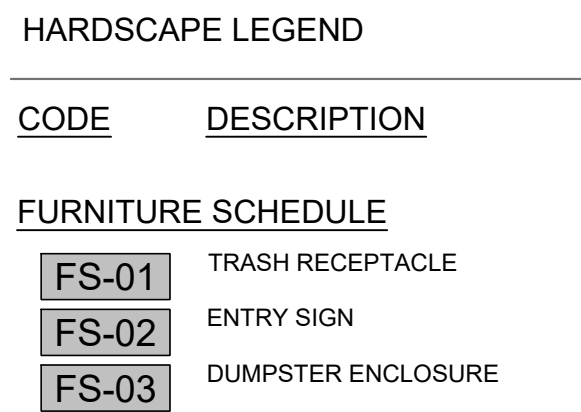 HARDSCAPE LEGEND
CODE DESCRIPTION
FURNITURE SCHEDULE
FS-01 TRASH RECEPTACLE
FS-02 ENTRY SIGN
FS-03 DUMPSTER ENCLOSURE